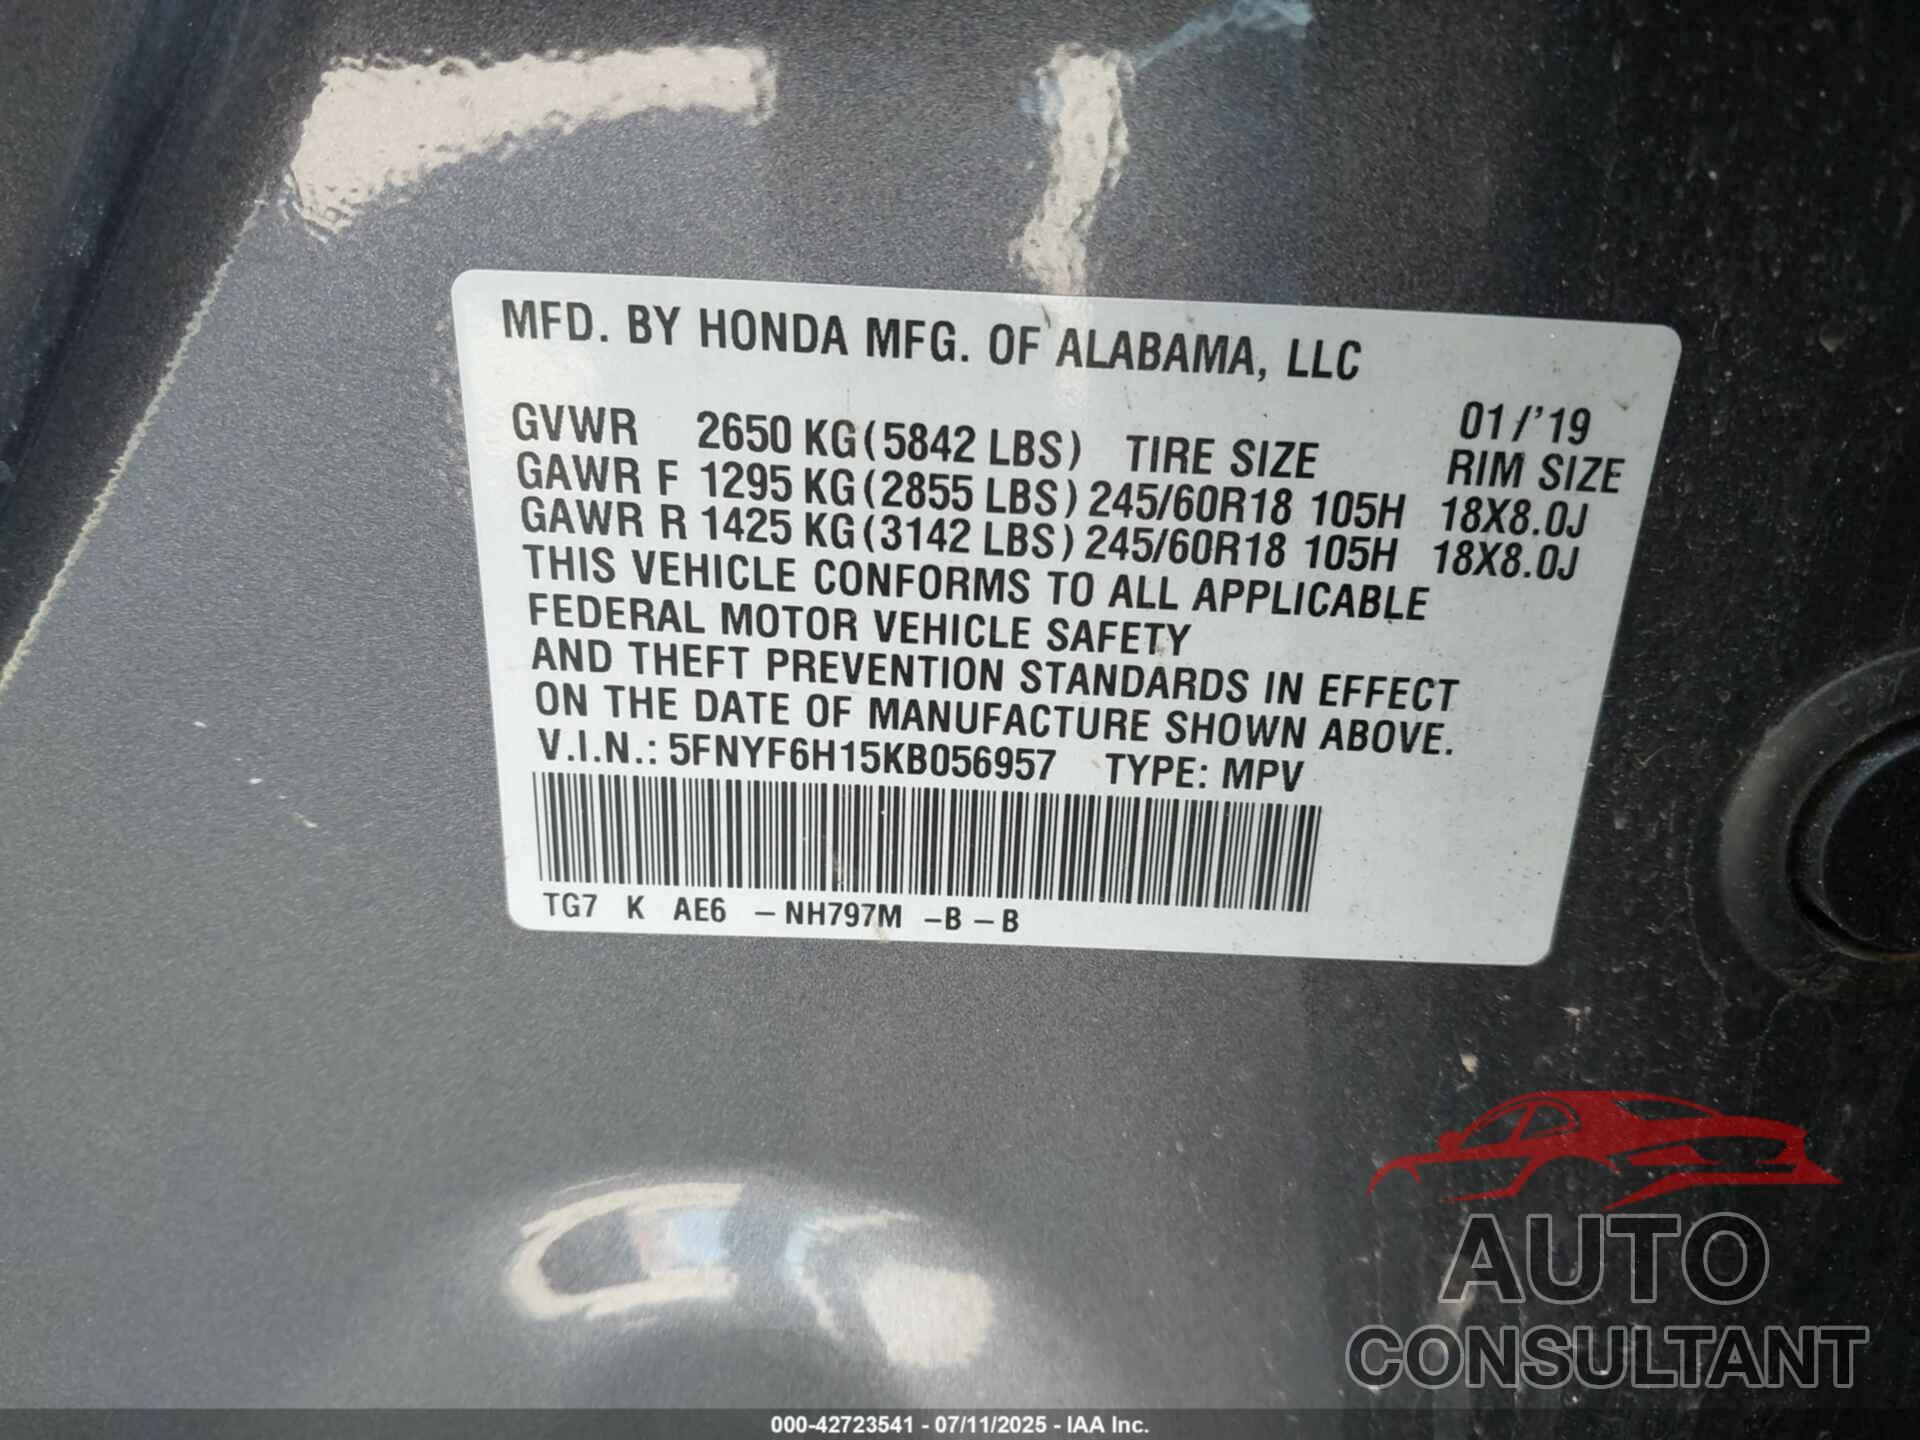 MFD. BY HONDA MFG. OF ALABAMA, LLC
01/'19
GVWR 2650 KG (5842 LBS) TIRE SIZE RIM SIZE
GAWR F 1295 KG (2855 LBS) 245/60R18 105H 18X8.0J
GAWR R 1425 KG (3142 LBS) 245/60R18 105H 18X8.0J
THIS VEHICLE CONFORMS TO ALL APPLICABLE
FEDERAL MOTOR VEHICLE SAFETY
AND THEFT PREVENTION STANDARDS IN EFFECT
ON THE DATE OF MANUFACTURE SHOWN ABOVE.
V.I.N.: 5FNYF6H15KB056957 TYPE: MPV
TG7 K AE6 - NH797M - B - B
AUTO
CONSULTANT
000-42723541 - 07/11/2025 - IAA Inc.